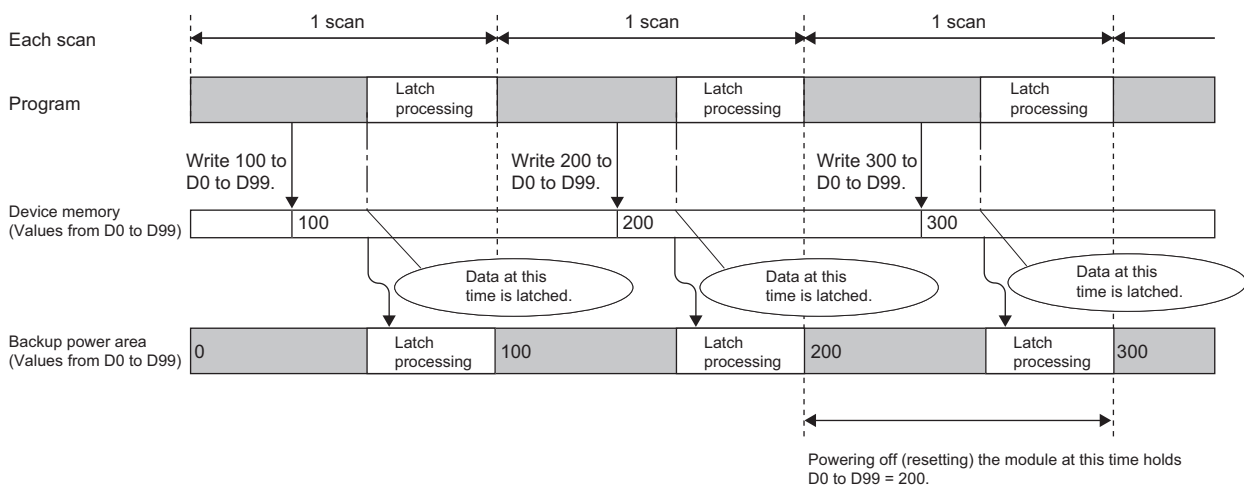 1 scan
1 scan
1 scan
Each scan
Program
Latch
processing
Latch
processing
Latch
processing
Write 100 to
D0 to D99.
Write 200 to
D0 to D99.
Write 300 to
D0 to D99.
Device memory
(Values from D0 to D99)
100
200
300
Data at this
time is latched.
Data at this
time is latched.
Data at this
time is latched.
Backup power area
(Values from D0 to D99)
0
Latch
processing
100
Latch
processing
200
Latch
processing
300
Powering off (resetting) the module at this time holds
D0 to D99 = 200.